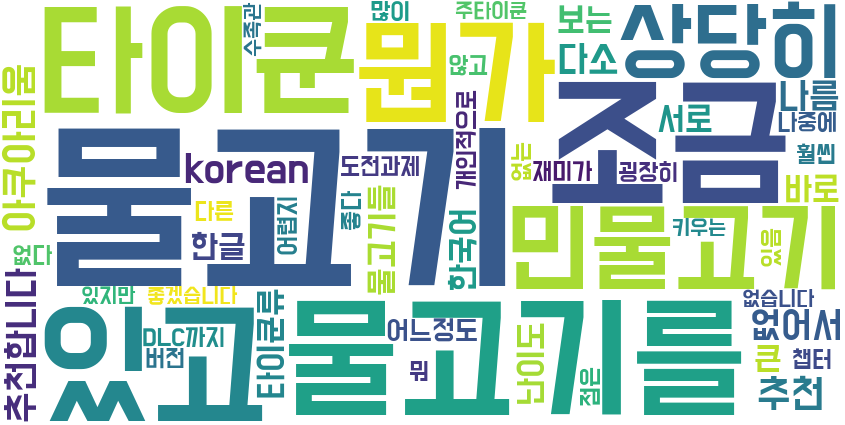 타이쿤
수족관
많이
주타이쿤
보는
상당히
뭔가
않고
다소
아쿠아리움
물고기
조금
나름
서로
나중에
훨씬
korean
도전과제
개인적으로
없는
재미가
굉장히
바로
다른
한글
어렵지
좋다
물고기들
한국어
민물고기
키우는
있음
없다
추천합니다
있지만
좋겠습니다
있고
DLC까지
버전
타이쿤류
물고기를
어느정도
뭐
난이도
점은
없습니다
없어서
큰
챕터
추천